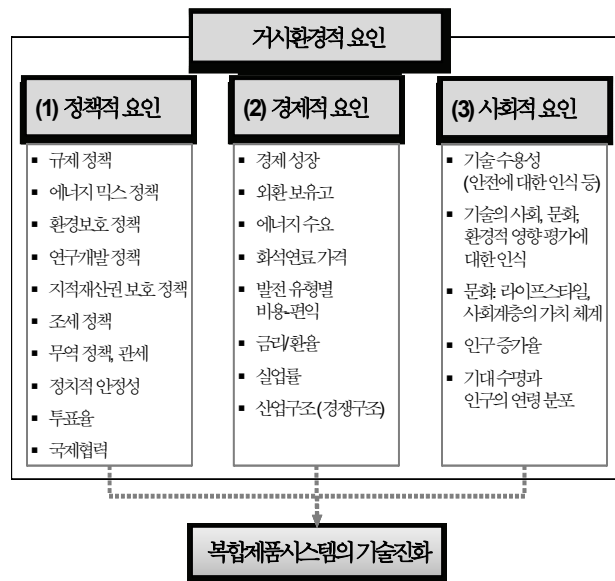 거시환경적 요인
(1) 정책적 요인
▪ 규제 정책
▪ 에너지 믹스 정책
▪ 환경보호 정책
▪ 연구개발 정책
▪ 지적재산권 보호 정책
▪ 조세 정책
▪ 무역 정책, 관세
▪ 정치적 안정성
▪ 투표율
▪ 국제협력
(2) 경제적 요인
▪ 경제 성장
▪ 외환 보유고
▪ 에너지 수요
▪ 화석연료 가격
▪ 발전 유형별
비용-편익
▪ 금리/환율
▪ 실업률
▪ 산업구조 (경쟁구조)
(3) 사회적 요인
▪ 기술 수용성
(안전에 대한 인식 등)
▪ 기술의 사회, 문화,
환경적 영향 평가에
대한 인식
▪ 문화: 라이프스타일,
사회계층의 가치 체계
▪ 인구 증가율
▪ 기대 수명과
인구의 연령 분포
복합제품시스템의 기술진화